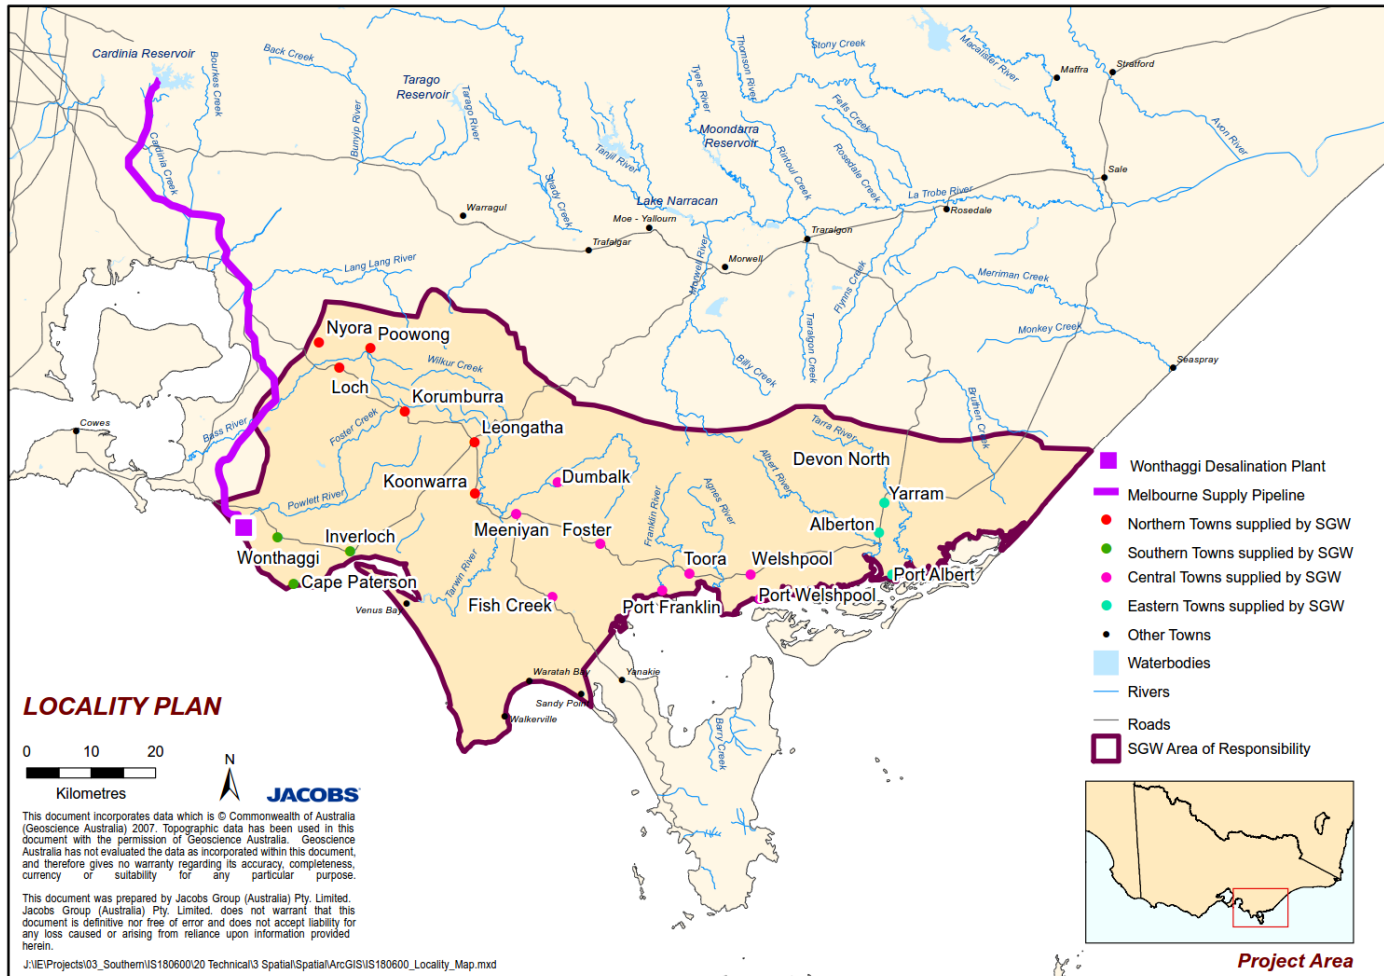 Cardinia Reservoir
Bourkes Creek
Back Creek
Bunyip River
Tarago
Reservoir
Tarago River
Cardinia Creek
Stony Creek
Thomson River
Tyers River
Macalister River
Maffra
Stratford
Avon River
Moondarra
Reservoir
Fells Creek
Rosedale Creek
Rintoul Creek
Tanjil River
Shady Creek
Lake Narracan
La Trobe River
Sale
Rosedale
Warragul
Moe - Yallourn
Trafalgar
Traralgon
Morwell
Morwell River
Lang Lang River
Flynns Creek
Traralgon Creek
Merriman Creek
Monkey Creek
Seaspray
Billy Creek
Bruthen Creek
Nyora
Poowong
Wilkur Creek
Loch
Korumburra
Foster Creek
Bass River
Cowes
Leongatha
Tarra River
Devon North
Albert River
Dumbalk
Koonwarra
Powlett River
Agnes River
Franklin River
Yarram
Meeniyan
Foster
Alberton
Inverloch
Wonthaggi
Toora
Welshpool
Tarwin River
Cape Paterson
Port Albert
Venus Bay
Fish Creek
Port Franklin
Port Welshpool
Waratah Bay
Yanakie
Sandy Point
Walkerville
Barry Creek
Wonthaggi Desalination Plant
Melbourne Supply Pipeline
Northern Towns supplied by SGW
Southern Towns supplied by SGW
Central Towns supplied by SGW
Eastern Towns supplied by SGW
Other Towns
Waterbodies
Rivers
Roads
SGW Area of Responsibility
LOCALITY PLAN
0 10 20
Kilometres
N
JACOBS
This document incorporates data which is © Commonwealth of Australia
(Geoscience Australia) 2007. Topographic data has been used in this
document with the permission of Geoscience Australia. Geoscience
Australia has not evaluated the data as incorporated within this document,
and therefore gives no warranty regarding its accuracy, completeness,
currency or suitability for any particular purpose.
This document was prepared by Jacobs Group (Australia) Pty. Limited.
Jacobs Group (Australia) Pty. Limited. does not warrant that this
document is definitive nor free of error and does not accept liability for
any loss caused or arising from reliance upon information provided
herein.
J:\IE\Projects\03_Southern\IS180600\20 Technical\3 Spatial\Spatial\ArcGIS\IS180600_Locality_Map.mxd
Project Area